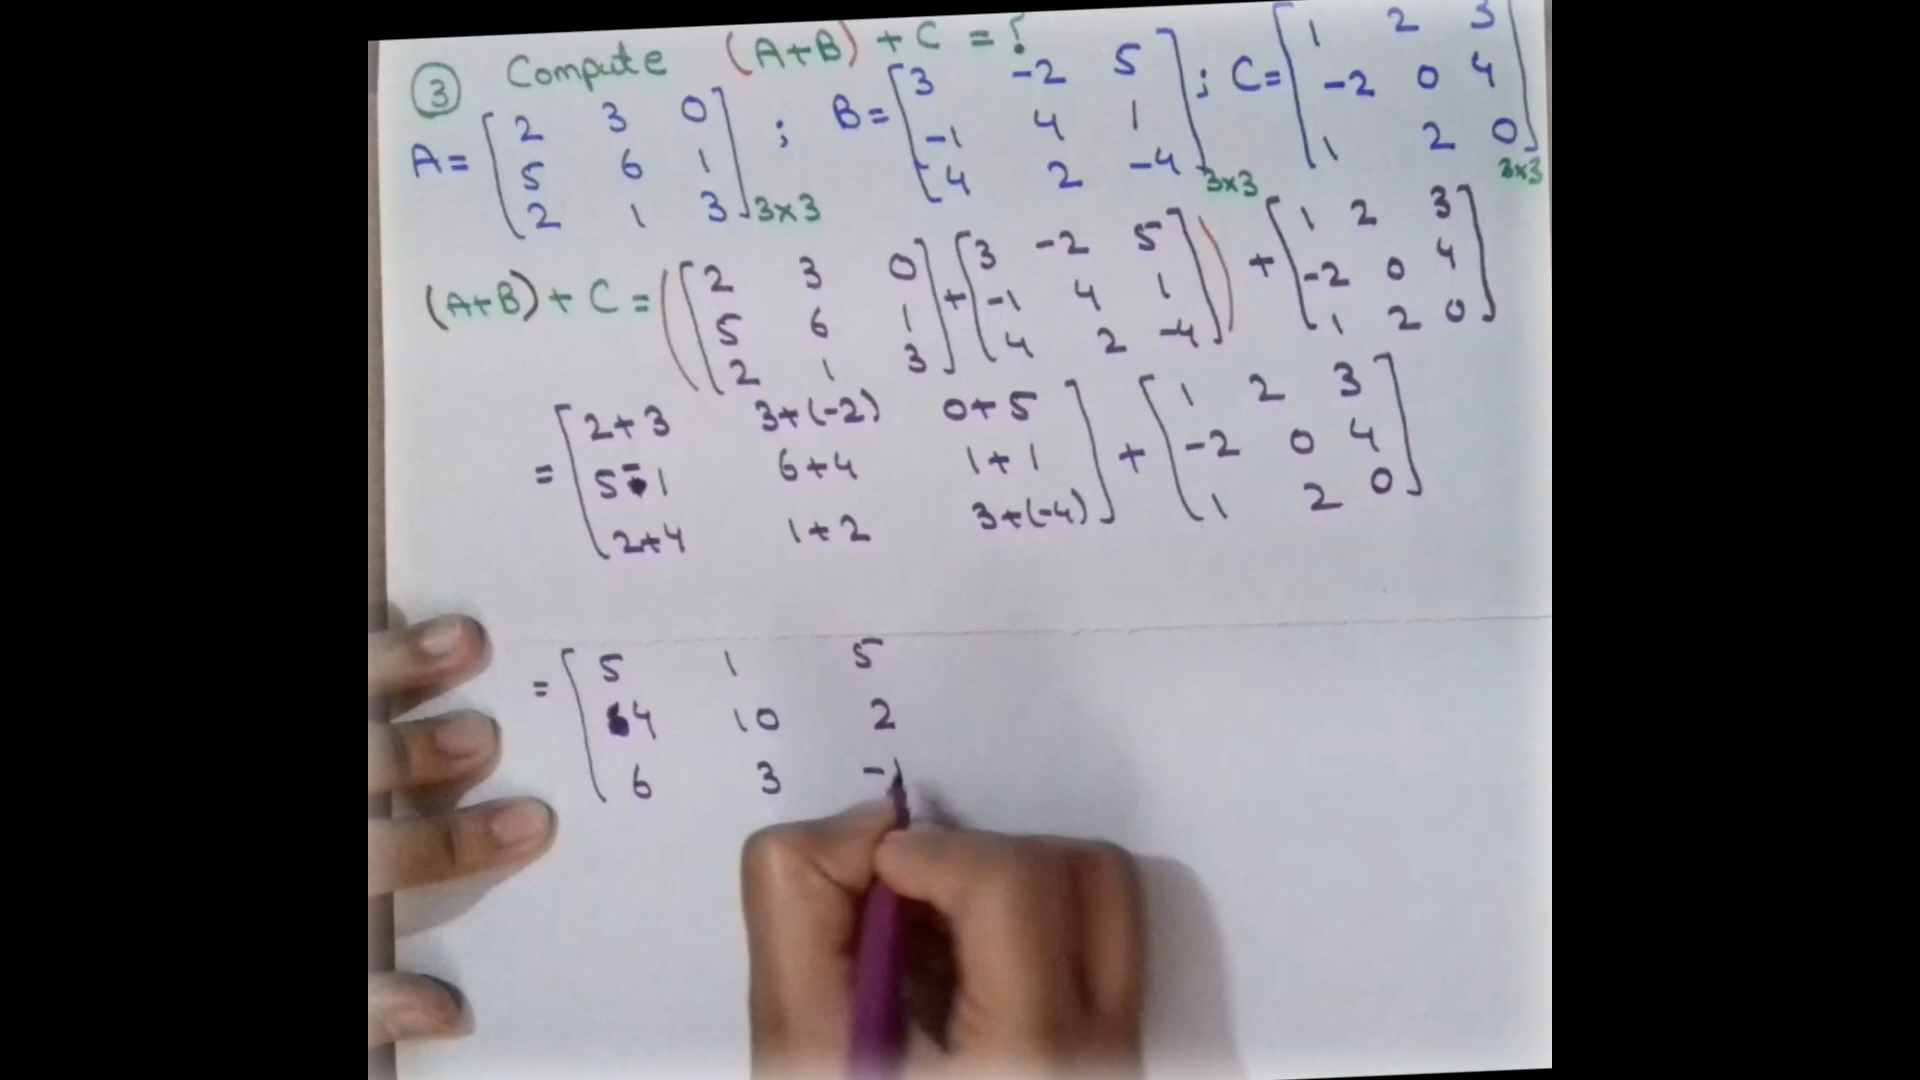 3 Compute (A+B) + C = ?
A = [2 3 0; B = [3 -2 5; C = [1 2 3
5 6 1 -1 4 1 -2 0 4
2 1 3]3x3 4 2 -4]3x3 1 2 0]3x3
(A+B) + C = ([2 3 0] + [3 -2 5]) + [1 2 3]
5 6 1 -1 4 1 -2 0 4
2 1 3 4 2 -4 1 2 0
= [2+3 3+(-2) 0+5] + [1 2 3]
5-1 6+4 1+1 -2 0 4
2+4 1+2 3+(-4) 1 2 0
= [5 1 5
4 10 2
6 3 -1